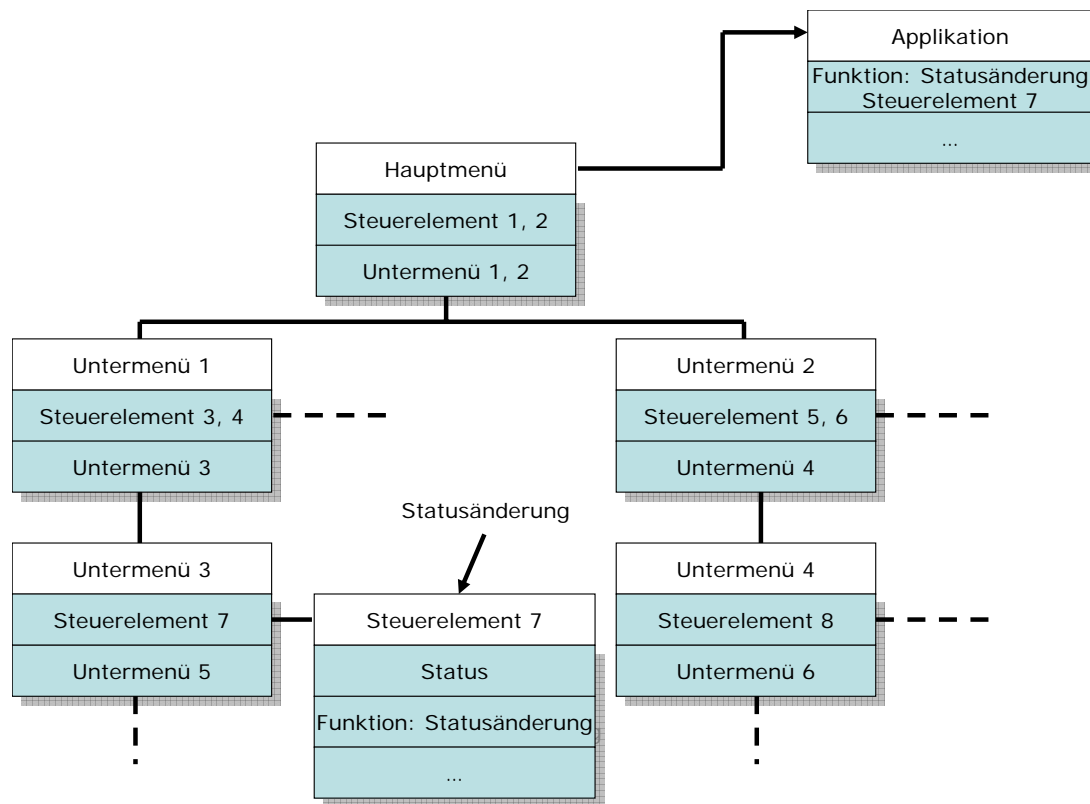 Applikation
Funktion: Statusänderung
Steuerelement 7
...
Hauptmenü
Steuerelement 1, 2
Untermenü 1, 2
Untermenü 1
Steuerelement 3, 4
Untermenü 3
Untermenü 2
Steuerelement 5, 6
Untermenü 4
Statusänderung
Untermenü 3
Steuerelement 7
Untermenü 5
Steuerelement 7
Status
Funktion: Statusänderung
...
Untermenü 4
Steuerelement 8
Untermenü 6